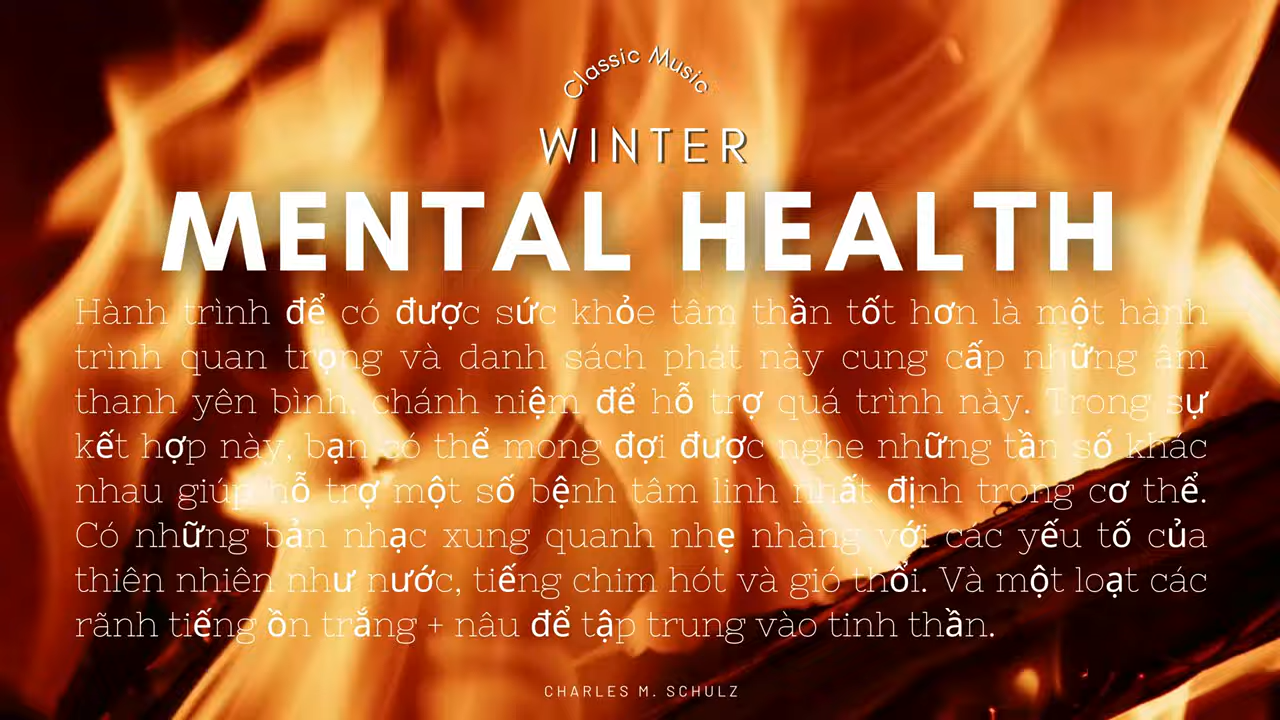 Classic Music
WINTER
MENTAL HEALTH
Hành trình để có được sức khỏe tâm thần tốt hơn là một hành
trình quan trọng và danh sách phát này cung cấp những âm
thanh yên bình, chánh niệm để hỗ trợ quá trình này. Trong sự
kết hợp này, bạn có thể mong đợi được nghe những tần số khác
nhau giúp hỗ trợ một số bệnh tâm linh nhất định trong cơ thể.
Có những bản nhạc xung quanh nhẹ nhàng với các yếu tố của
thiên nhiên như nước, tiếng chim hót và gió thổi. Và một loạt các
rãnh tiếng ồn trắng + nâu để tập trung vào tinh thần.
CHARLES M. SCHULZ